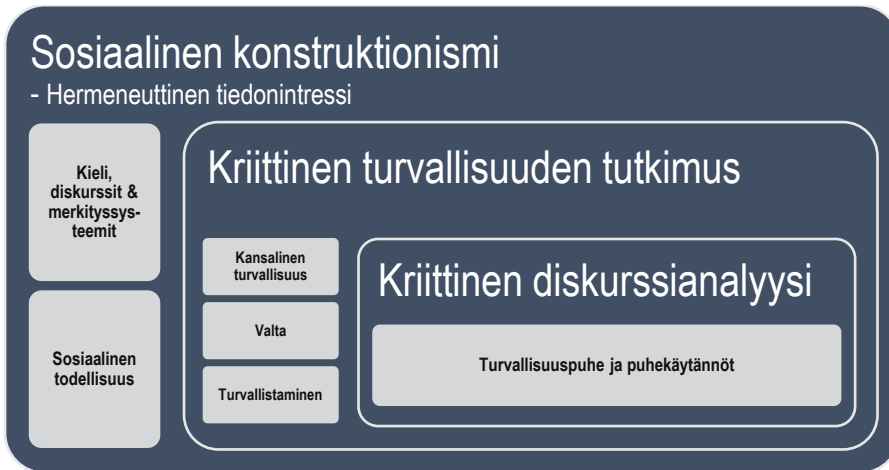 Sosiaalinen konstruktionismi
- Hermeneuttinen tiedonintressi
Kieli,
diskurssit &
merkityssys-
teemit
Sosiaalinen
todellisuus
Kriittinen turvallisuuden tutkimus
Kansalinen
turvallisuus
Valta
Turvallistaminen
Kriittinen diskurssianalyysi
Turvallisuuspuhe ja puhekäytännöt